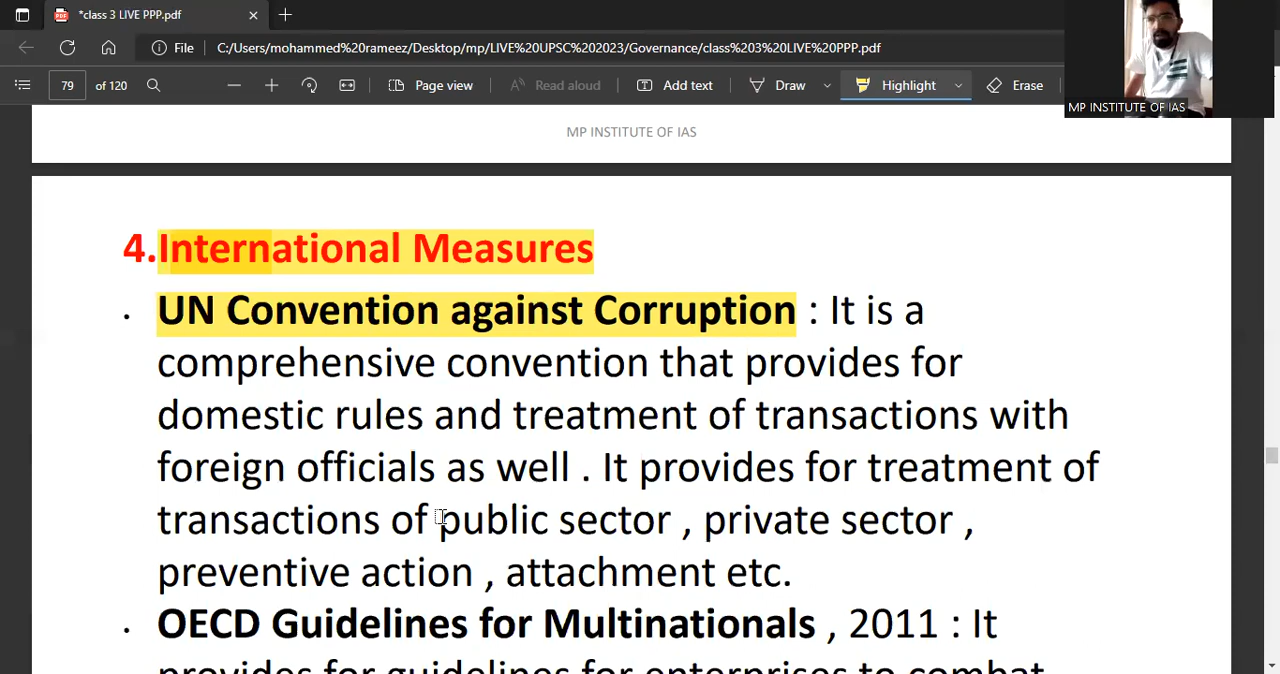 *class 3 LIVE PPP.pdf
File
C:/Users/mohammed%20rameez/Desktop/mp/LIVE%20UPSC%202023/Governance/class%203%20LIVE%20PPP.pdf
79 of 120
Page view
Read aloud
Add text
Draw
Highlight
Erase
MP INSTITUTE OF IAS
MP INSTITUTE OF IAS
4.International Measures
• UN Convention against Corruption : It is a
comprehensive convention that provides for
domestic rules and treatment of transactions with
foreign officials as well . It provides for treatment of
transactions of public sector , private sector ,
preventive action , attachment etc.
• OECD Guidelines for Multinationals , 2011 : It
provides for guidelines for enterprises to combat